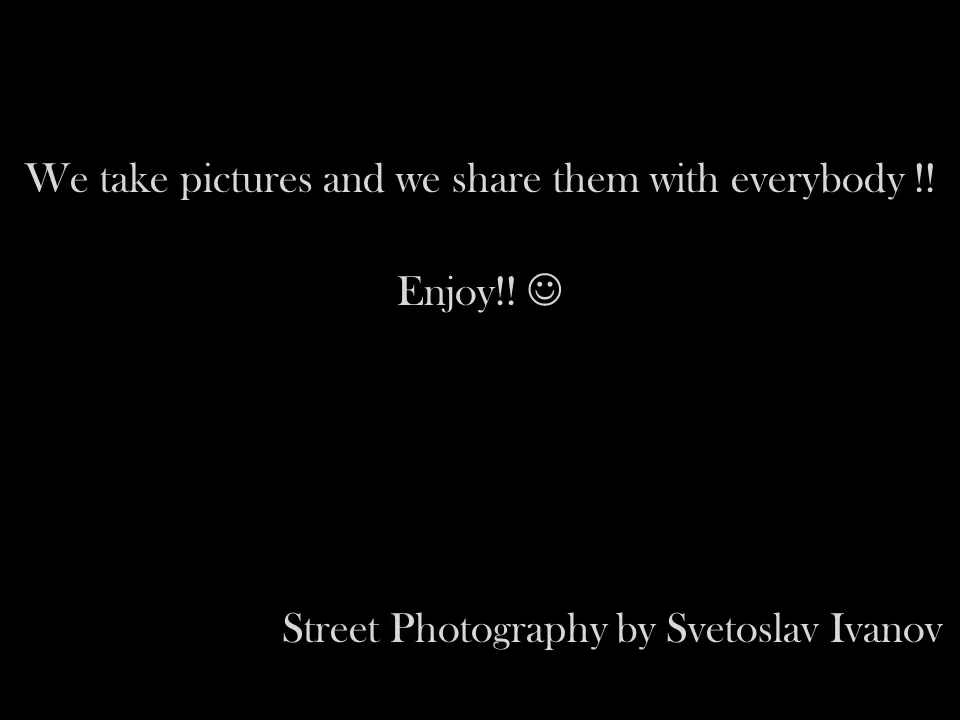 We take pictures and we share them with everybody !!
Enjoy!! ☺
Street Photography by Svetoslav Ivanov